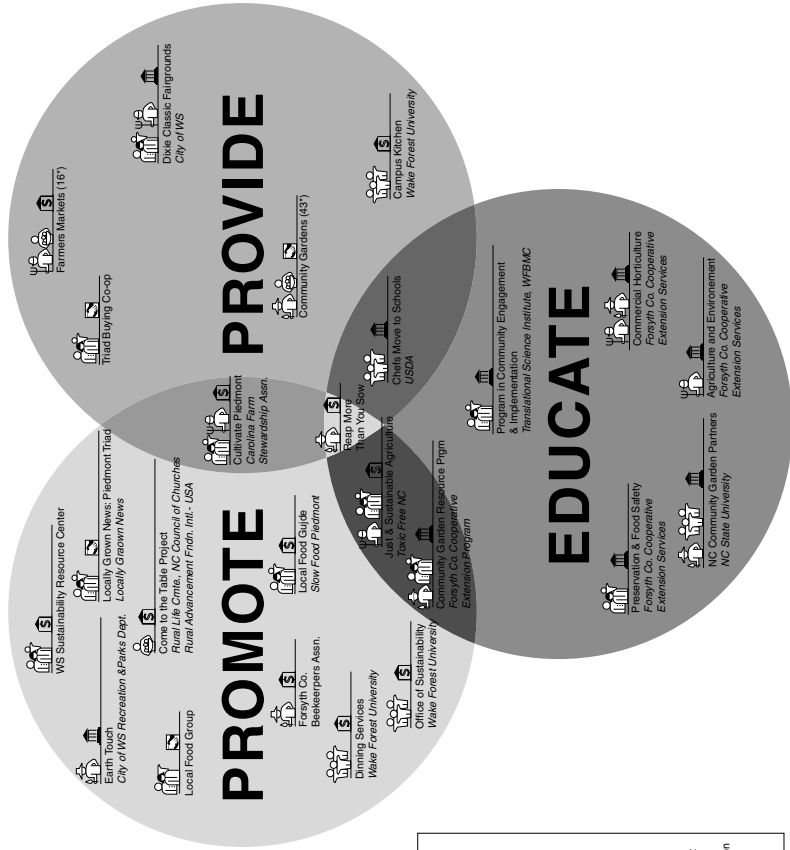 WS Sustainability Resource Center
Earth Touch
City of WS Recreation &Parks Dept.
Locally Grown News: Piedmont Triad
Locally Graown News
Come to the Table Project
Rural Life Cmte., NC Council of Churches
Rural Advancement Fndn. Intl.- USA
Local Food Group
PROMOTE
Forsyth Co.
Beekeepers Assn.
Local Food Guide
Slow Food Piedmont
Dinning Services
Wake Forest University
Office of Sustainability
Wake Forest University
Cultivate Piedmont
Carolina Farm
Stewardship Assn.
Farmers Markets (16*)
Triad Buying Co-op
Dixie Classic Fairgrounds
City of WS
PROVIDE
Community Gardens (43*)
Campus Kitchen
Wake Forest University
Reap More
Than You Sow
Just & Sustainable Agriculture
Toxic Free NC
Community Garden Resource Prgm
Forsyth Co. Cooperative
Extension Program
Chefs Move to Schools
USDA
Program in Community Engagement
& Implementation
Translational Science Institute, WFBMC
EDUCATE
Preservation & Food Safety
Forsyth Co. Cooperative
Extension Services
Commercial Horticulture
Forsyth Co. Cooperative
Extension Services
NC Community Garden Partners
NC State University
Agriculture and Environement
Forsyth Co. Cooperative
Extension Services